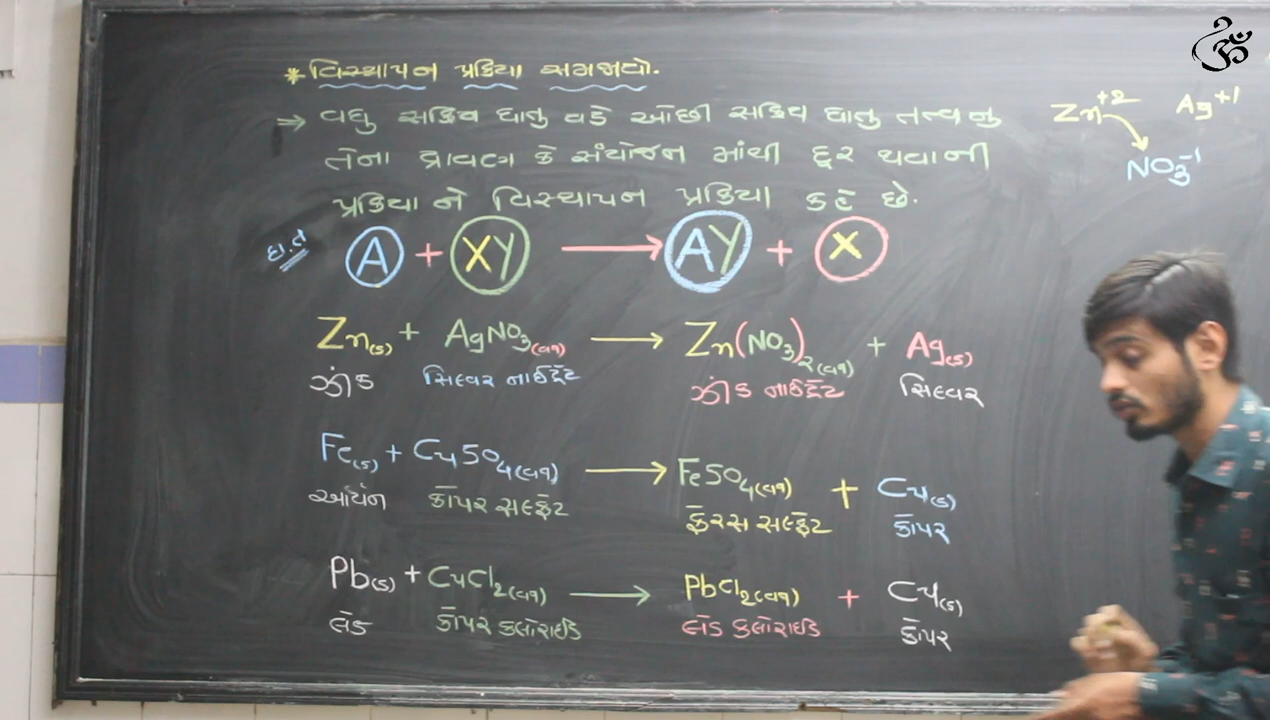 * વિસ્થાપન પ્રક્રિયા સમજાવો.
→ વધુ સક્રિય ધાતુ વડે ઓછી સક્રિય ધાતુ તત્વનુ
તેના દ્રાવણ કે સંયોજન માંથી દૂર થવાની
પ્રક્રિયા ને વિસ્થાપન પ્રક્રિયા કહે છે.
Zn+2 Ag+1
NO3-1
દા.ત A + XY → AY + X
Zn(s) + AgNO3(aq) → Zn(NO3)2(aq) + Ag(s)
ઝીંક સિલ્વર નાઈટ્રેટ ઝીંક નાઈટ્રેટ સિલ્વર
Fe(s) + CuSO4(aq) → FeSO4(aq) + Cu(s)
આર્યન કૉપર સલ્ફેટ ફેરસ સલ્ફેટ કૉપર
Pb(s) + CuCl2(aq) → PbCl2(aq) + Cu(s)
લેડ કૉપર ક્લોરાઈડ લેડ ક્લોરાઈડ કૉપર